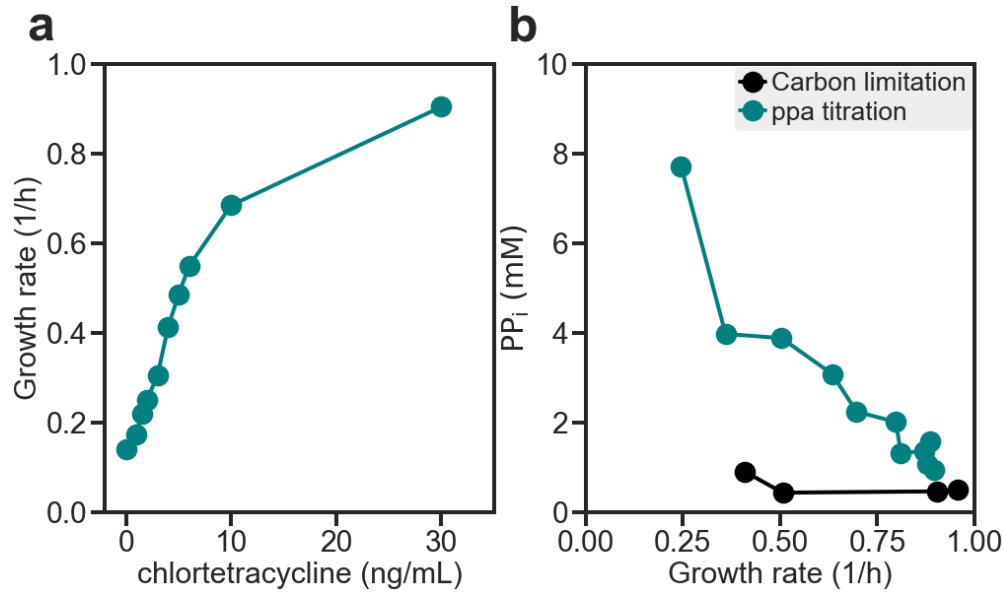 a
1.0
0.8
0.6
0.4
0.2
0.0
Growth rate (1/h)
0
10
20
30
chlortetracycline (ng/mL)
b
10
8
6
4
2
0
PPi (mM)
Carbon limitation
ppa titration
0.00
0.25
0.50
0.75
1.00
Growth rate (1/h)